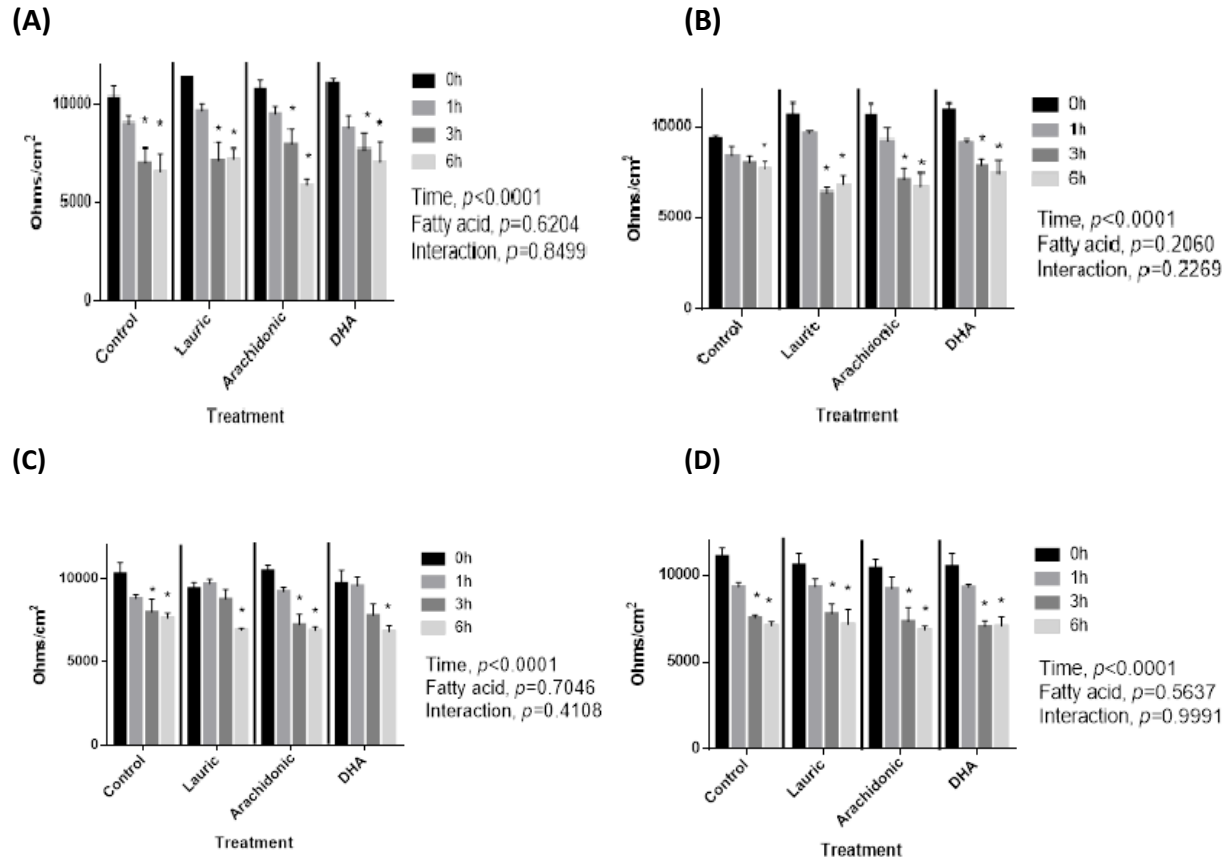 (A)
Ohms/cm²
10000
5000
0
Control
Lauric
Arachidonic
DHA
Treatment
0h
1h
3h
6h
Time, p<0.0001
Fatty acid, p=0.6204
Interaction, p=0.8499
(B)
Ohms/cm²
10000
5000
0
Control
Lauric
Arachidonic
DHA
Treatment
0h
1h
3h
6h
Time, p<0.0001
Fatty acid, p=0.2060
Interaction, p=0.2269
(C)
Ohms/cm²
10000
5000
0
Control
Lauric
Arachidonic
DHA
Treatment
0h
1h
3h
6h
Time, p<0.0001
Fatty acid, p=0.7046
Interaction, p=0.4108
(D)
Ohms/cm²
10000
5000
0
Control
Lauric
Arachidonic
DHA
Treatment
0h
1h
3h
6h
Time, p<0.0001
Fatty acid, p=0.5637
Interaction, p=0.9991